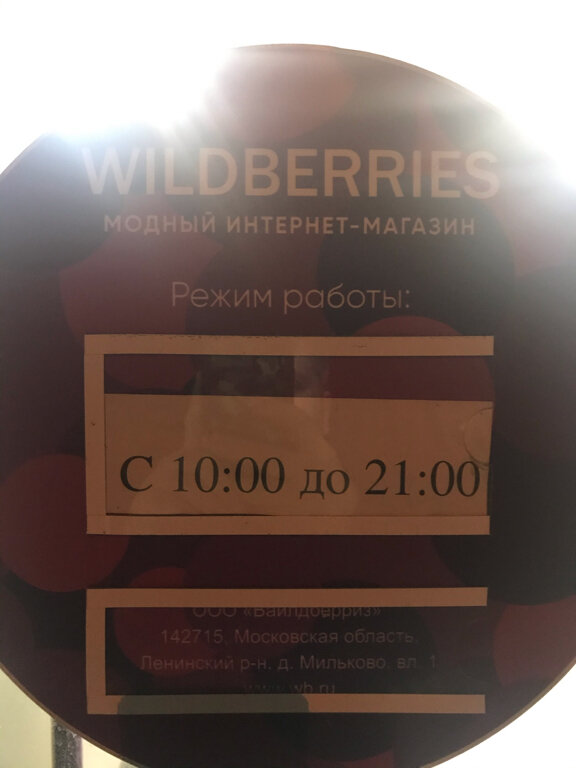 WILDBERRIES
МОДНЫЙ ИНТЕРНЕТ-МАГАЗИН
Режим работы:
С 10:00 до 21:00
ООО «Вайлдберриз»
142715, Московская область,
Ленинский р-н, д. Мильково, вл. 1
www.wb.ru